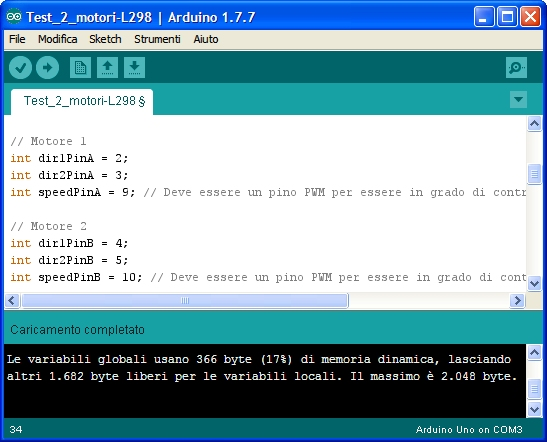 Test_2_motori-L298 | Arduino 1.7.7
File Modifica Sketch Strumenti Aiuto
Test_2_motori-L298 §
// Motore 1
int dir1PinA = 2;
int dir2PinA = 3;
int speedPinA = 9; // Deve essere un pino PWM per essere in grado di contr
// Motore 2
int dir1PinB = 4;
int dir2PinB = 5;
int speedPinB = 10; // Deve essere un pino PWM per essere in grado di cont
Caricamento completato
Le variabili globali usano 366 byte (17%) di memoria dinamica, lasciando
altri 1.682 byte liberi per le variabili locali. Il massimo è 2.048 byte.
34 Arduino Uno on COM3